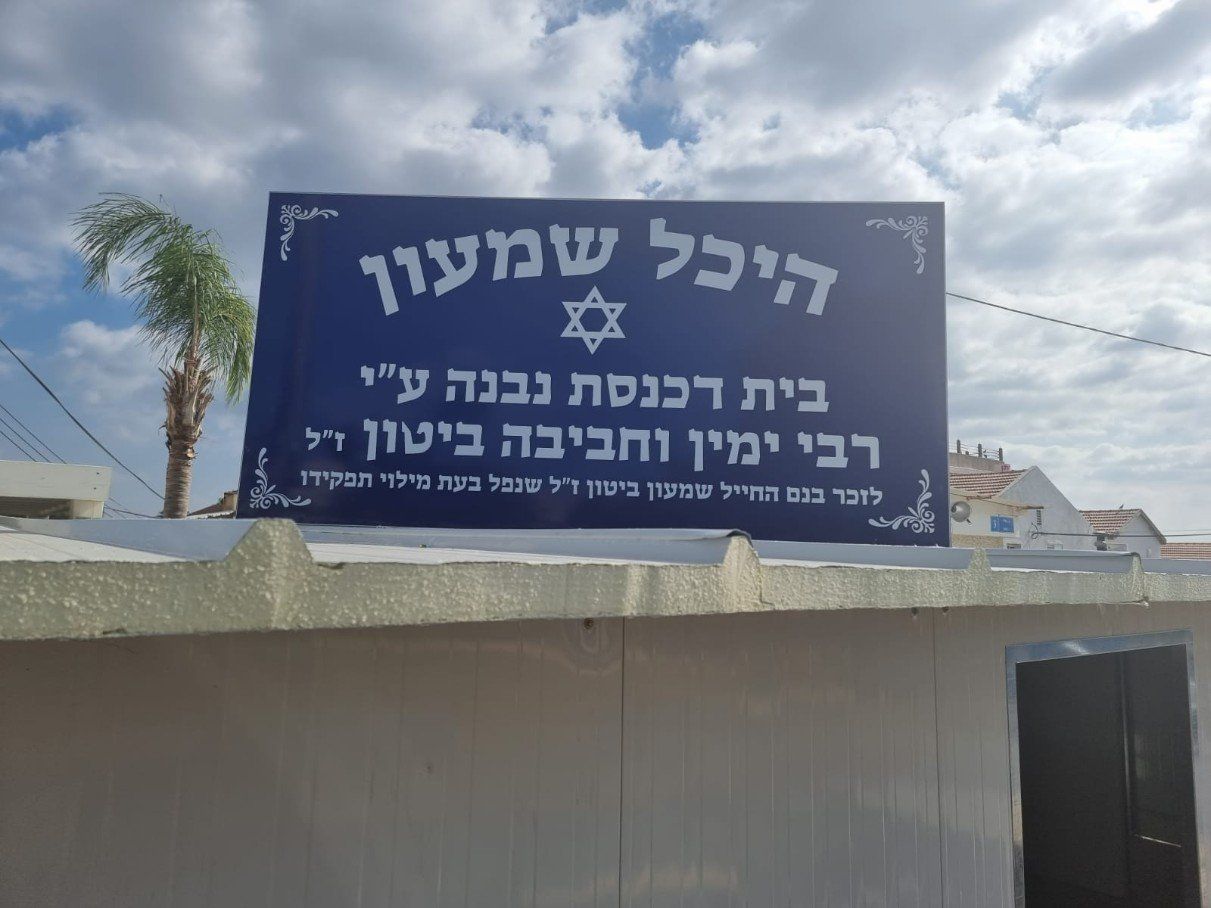 היכל שמעון
בית דכנסת נבנה ע״י
רבי ימין וחביבה ביטון ז״ל
לזכר בנם החייל שמעון ביטון ז״ל שנפל בעת מילוי תפקידו